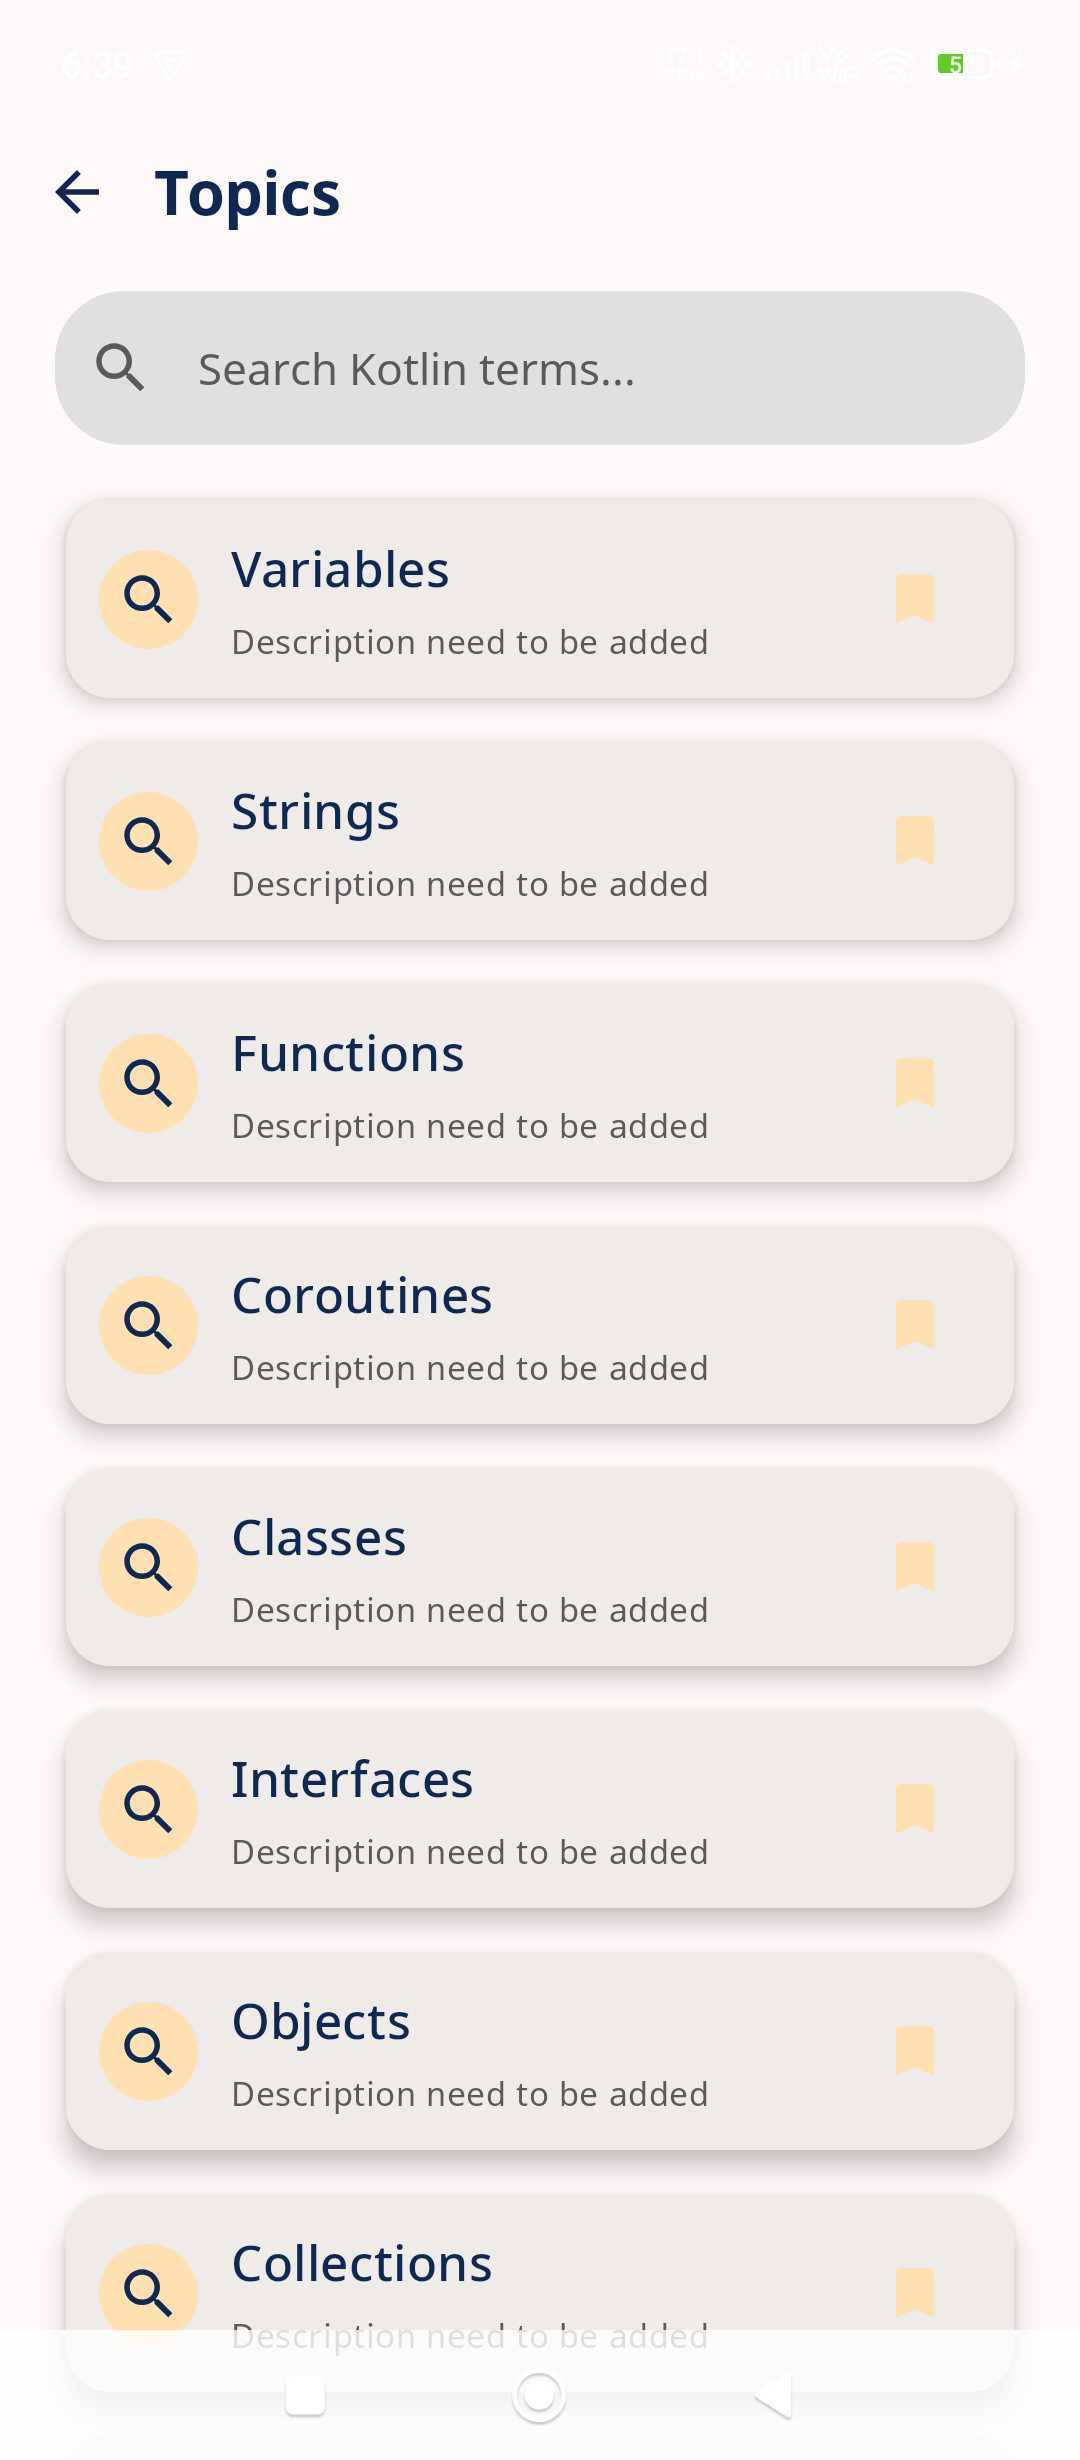 6:39
5
Topics
Search Kotlin terms...
Variables
Description need to be added
Strings
Description need to be added
Functions
Description need to be added
Coroutines
Description need to be added
Classes
Description need to be added
Interfaces
Description need to be added
Objects
Description need to be added
Collections
Description need to be added